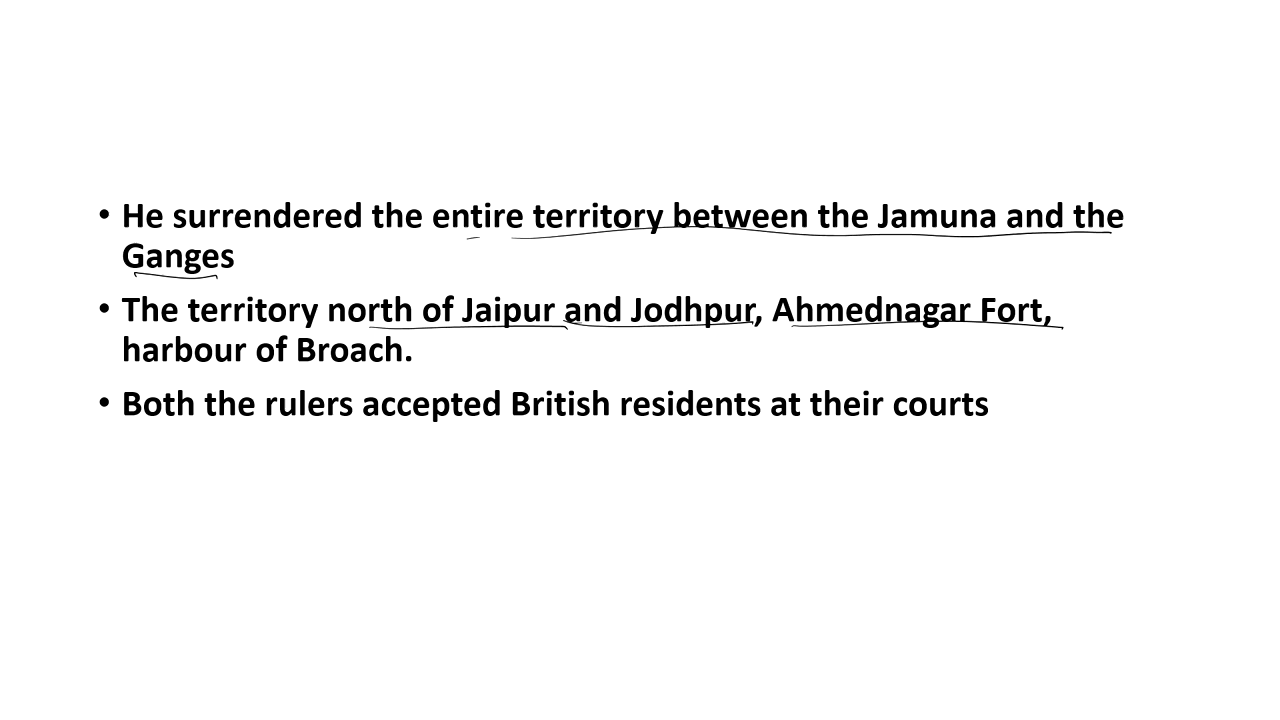 • He surrendered the entire territory between the Jamuna and the
Ganges
• The territory north of Jaipur and Jodhpur, Ahmednagar Fort,
harbour of Broach.
• Both the rulers accepted British residents at their courts